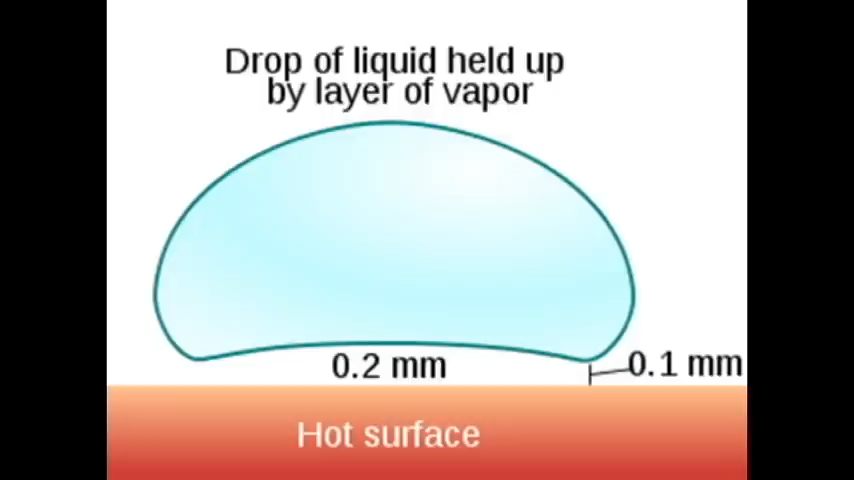 Drop of liquid held up
by layer of vapor
0.2 mm
0.1 mm
Hot surface